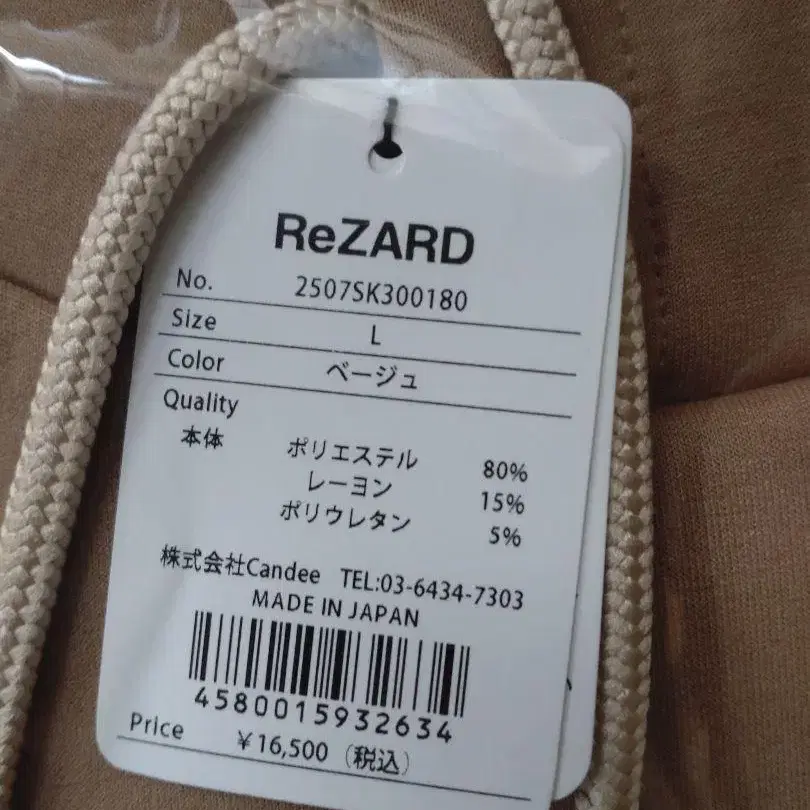 ReZARD
No. 2507SK300180
Size L
Color ベージュ
Quality
本体 ポリエステル 80%
レーヨン 15%
ポリウレタン 5%
株式会社Candee TEL:03-6434-7303
MADE IN JAPAN
4580015932634
Price ￥16,500（税込）